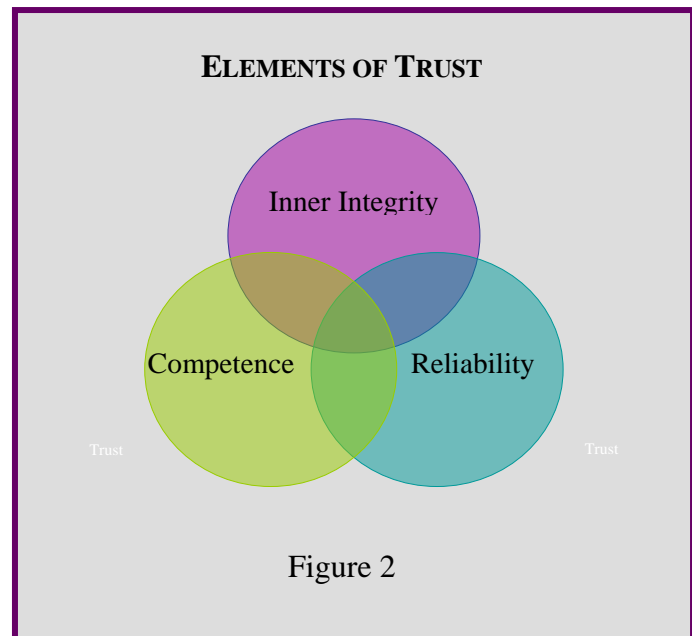 ELEMENTS OF TRUST
Inner Integrity
Competence Reliability
Trust Trust
Figure 2